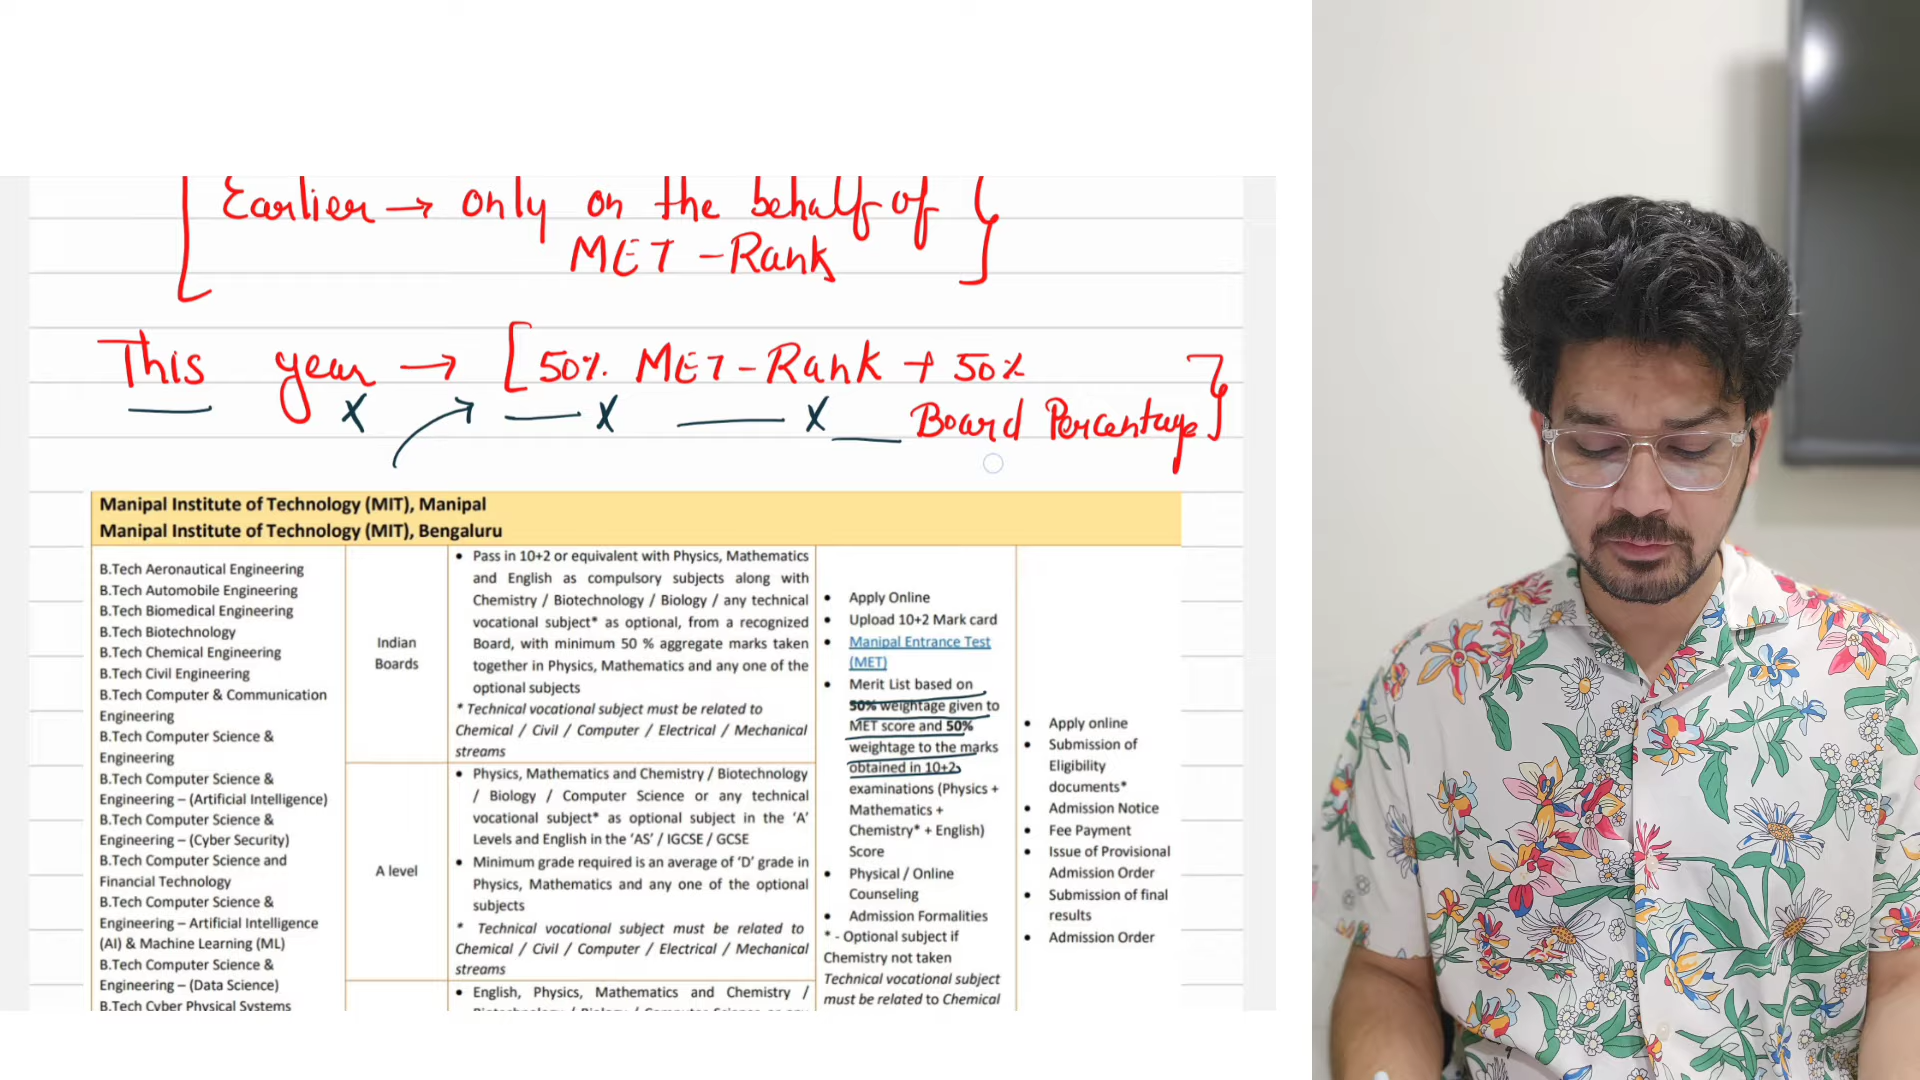 Earlier → only on the behalf of
MET - Rank
This year → [50% MET - Rank + 50%
Board Percentage]
X X X
Manipal Institute of Technology (MIT), Manipal
Manipal Institute of Technology (MIT), Bengaluru
B.Tech Aeronautical Engineering
B.Tech Automobile Engineering
B.Tech Biomedical Engineering
B.Tech Biotechnology
B.Tech Chemical Engineering
B.Tech Civil Engineering
B.Tech Computer & Communication
Engineering
B.Tech Computer Science &
Engineering
B.Tech Computer Science &
Engineering – (Artificial Intelligence)
B.Tech Computer Science &
Engineering – (Cyber Security)
B.Tech Computer Science and
Financial Technology
B.Tech Computer Science &
Engineering – Artificial Intelligence
(AI) & Machine Learning (ML)
B.Tech Computer Science &
Engineering – (Data Science)
B.Tech Cyber Physical Systems
Indian
Boards
• Pass in 10+2 or equivalent with Physics, Mathematics
and English as compulsory subjects along with
Chemistry / Biotechnology / Biology / any technical
vocational subject* as optional, from a recognized
Board, with minimum 50 % aggregate marks taken
together in Physics, Mathematics and any one of the
optional subjects
* Technical vocational subject must be related to
Chemical / Civil / Computer / Electrical / Mechanical
streams
A level
• Physics, Mathematics and Chemistry / Biotechnology
/ Biology / Computer Science or any technical
vocational subject* as optional subject in the ‘A’
Levels and English in the ‘AS’ / IGCSE / GCSE
• Minimum grade required is an average of ‘D’ grade in
Physics, Mathematics and any one of the optional
subjects
* Technical vocational subject must be related to
Chemical / Civil / Computer / Electrical / Mechanical
streams
• English, Physics, Mathematics and Chemistry /
• Apply Online
• Upload 10+2 Mark card
• Manipal Entrance Test
(MET)
• Merit List based on
50% weightage given to
MET score and 50%
weightage to the marks
obtained in 10+2
examinations (Physics +
Mathematics +
Chemistry* + English)
Score
• Physical / Online
Counseling
• Admission Formalities
* - Optional subject if
Chemistry not taken
Technical vocational subject
must be related to Chemical
• Apply online
• Submission of
Eligibility
documents*
• Admission Notice
• Fee Payment
• Issue of Provisional
Admission Order
• Submission of final
results
• Admission Order